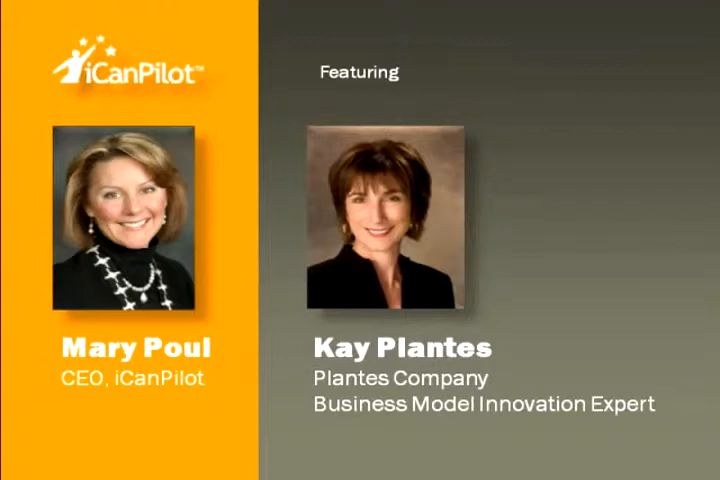 iCanPilot™
Featuring
Mary Poul
CEO, iCanPilot
Kay Plantes
Plantes Company
Business Model Innovation Expert